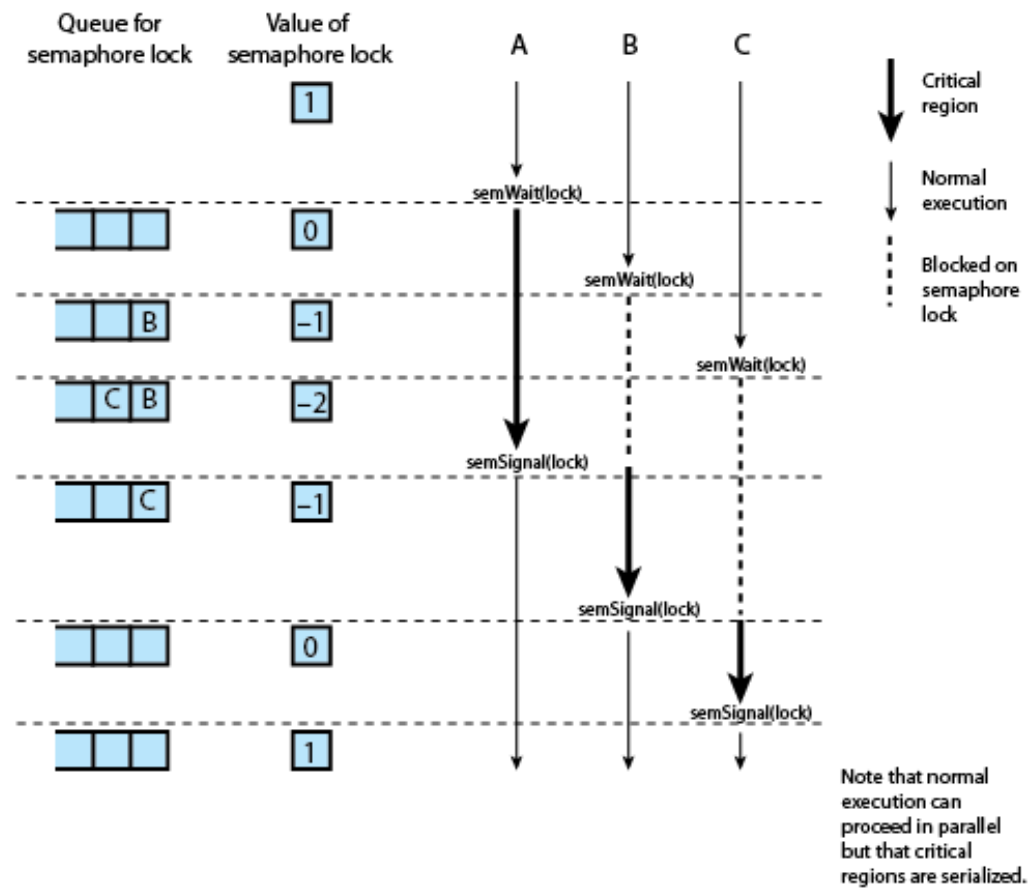 Queue for
semaphore lock
Value of
semaphore lock
A
B
C
1
Critical
region
semWait(lock)
Normal
execution
0
semWait(lock)
Blocked on
semaphore
lock
B
–1
semWait(lock)
C B
–2
semSignal(lock)
C
–1
semSignal(lock)
0
semSignal(lock)
1
Note that normal
execution can
proceed in parallel
but that critical
regions are serialized.